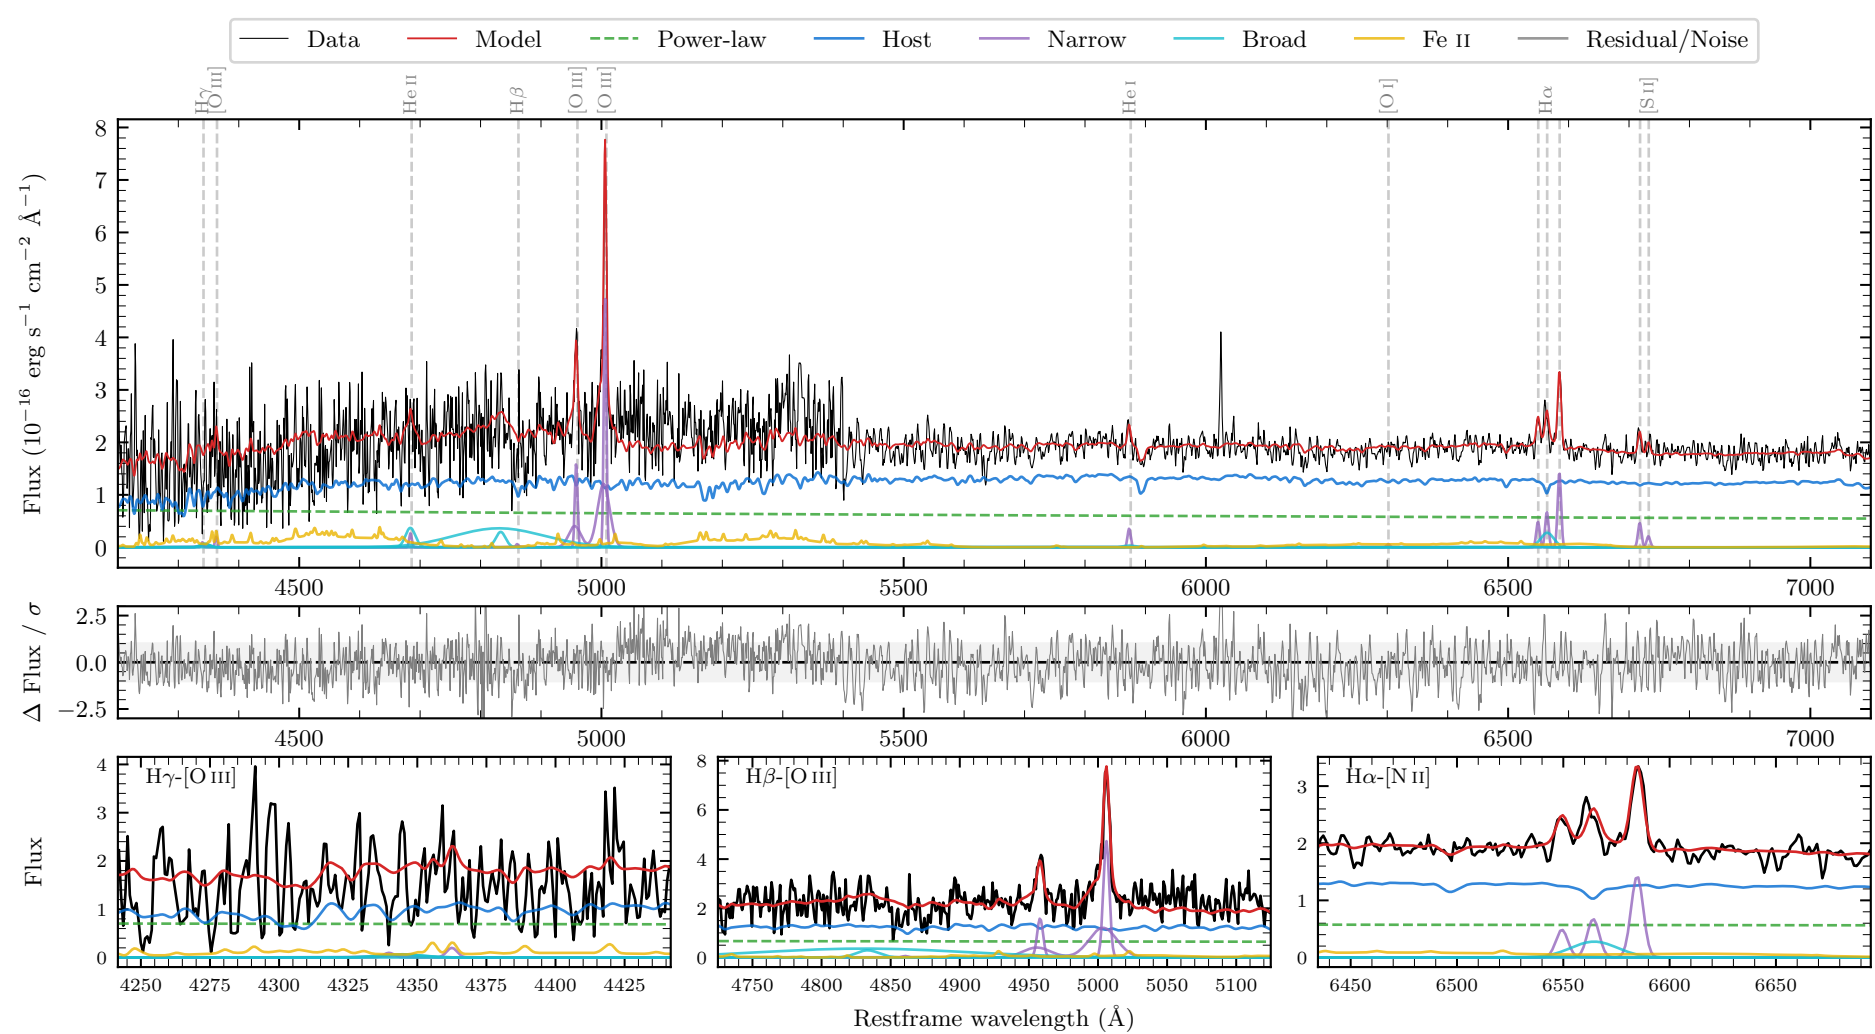 Data Model Power-law Host Narrow Broad Fe II Residual/Noise
Hγ [O III] He II Hβ [O III] [O III] He I [O I] Hα [S II]
Flux (10⁻¹⁶ erg s⁻¹ cm⁻² Å⁻¹)
8
7
6
5
4
3
2
1
0
4500 5000 5500 6000 6500 7000
Δ Flux / σ
2.5
0.0
−2.5
4500 5000 5500 6000 6500 7000
Flux
Hγ-[O III]
4
3
2
1
0
4250 4275 4300 4325 4350 4375 4400 4425
Hβ-[O III]
8
6
4
2
0
4750 4800 4850 4900 4950 5000 5050 5100
Hα-[N II]
3
2
1
0
6450 6500 6550 6600 6650
Restframe wavelength (Å)